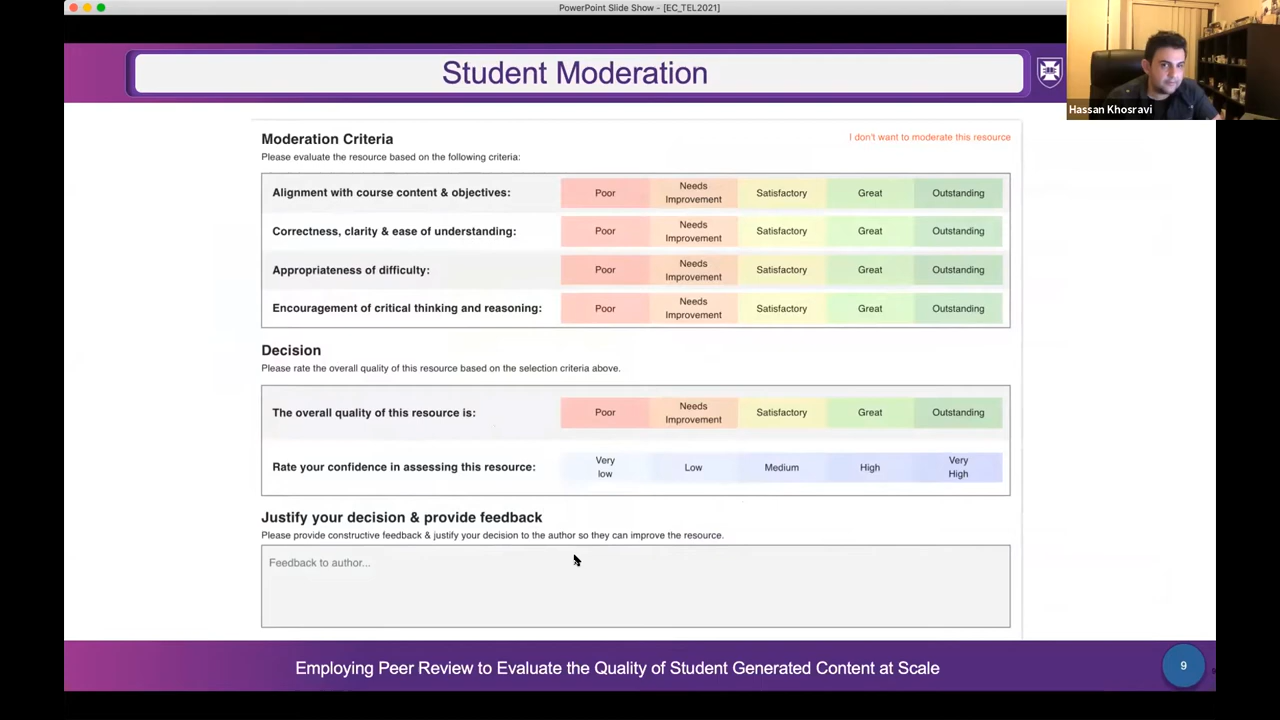 PowerPoint Slide Show - [EC_TEL2021]
Student Moderation
Hassan Khosravi
Moderation Criteria
I don't want to moderate this resource
Please evaluate the resource based on the following criteria:
Alignment with course content & objectives:
Poor
Needs
Improvement
Satisfactory
Great
Outstanding
Correctness, clarity & ease of understanding:
Poor
Needs
Improvement
Satisfactory
Great
Outstanding
Appropriateness of difficulty:
Poor
Needs
Improvement
Satisfactory
Great
Outstanding
Encouragement of critical thinking and reasoning:
Poor
Needs
Improvement
Satisfactory
Great
Outstanding
Decision
Please rate the overall quality of this resource based on the selection criteria above.
The overall quality of this resource is:
Poor
Needs
Improvement
Satisfactory
Great
Outstanding
Rate your confidence in assessing this resource:
Very
low
Low
Medium
High
Very
High
Justify your decision & provide feedback
Please provide constructive feedback & justify your decision to the author so they can improve the resource.
Feedback to author...
Employing Peer Review to Evaluate the Quality of Student Generated Content at Scale
9